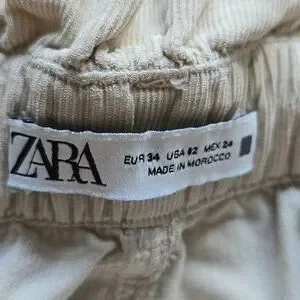 ZARA
EUR 34 USA 02 MEX 24
MADE IN MOROCCO